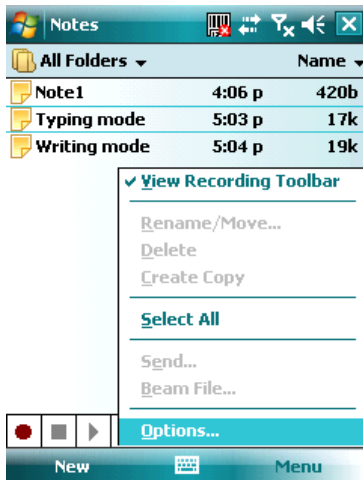 Notes
All Folders Name
Note1 4:06 p 420b
Typing mode 5:03 p 17k
Writing mode 5:04 p 19k
View Recording Toolbar
Rename/Move...
Delete
Create Copy
Select All
Send...
Beam File...
Options...
New Menu